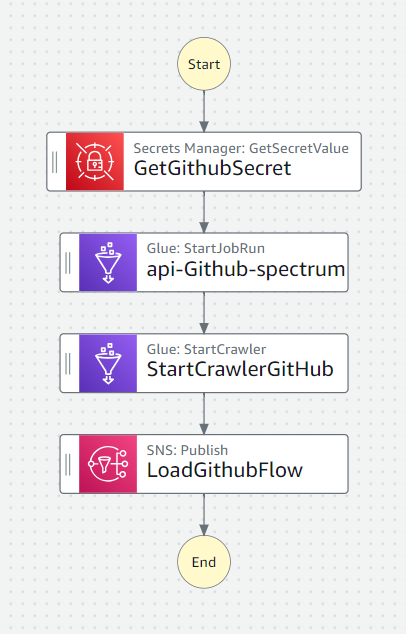 Start
Secrets Manager: GetSecretValue
GetGithubSecret
Glue: StartJobRun
api-Github-spectrum
Glue: StartCrawler
StartCrawlerGitHub
SNS: Publish
LoadGithubFlow
End